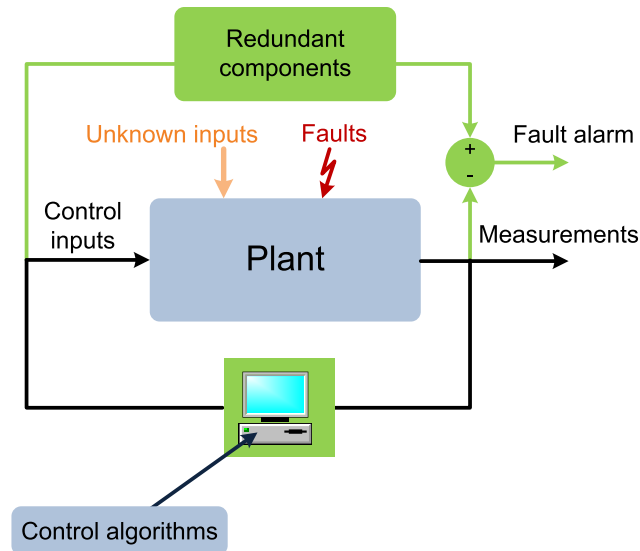 Redundant
components
Unknown inputs
Faults
+
-
Fault alarm
Control
inputs
Plant
Measurements
Control algorithms